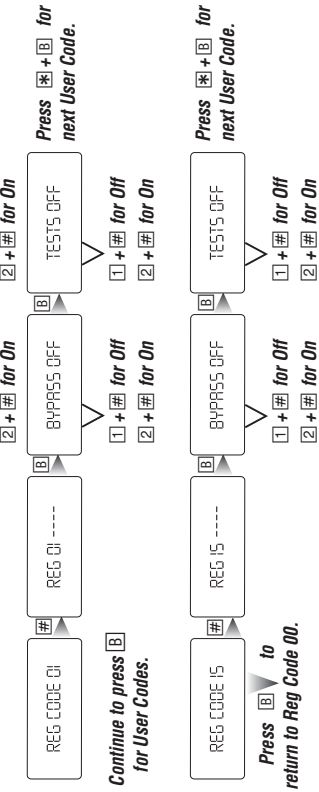 2 + # for On
2 + # for On
REG CODE 01
#
REG 01 ----
B
BYPASS OFF
B
TESTS OFF
Press * + B for
next User Code.
1 + # for Off
2 + # for On
1 + # for Off
2 + # for On
Continue to press B
for User Codes.
REG CODE 15
#
REG 15 ----
B
BYPASS OFF
B
TESTS OFF
Press * + B for
next User Code.
1 + # for Off
2 + # for On
1 + # for Off
2 + # for On
Press B to
return to Reg Code 00.